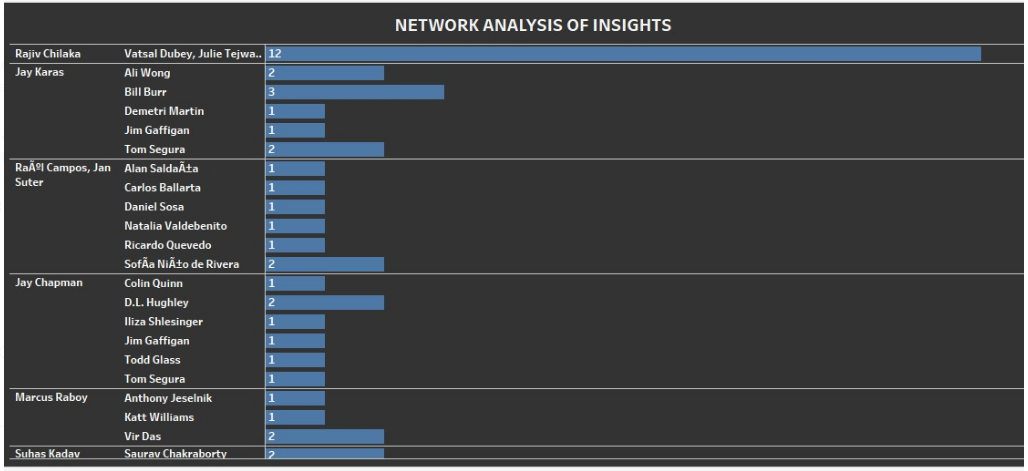 NETWORK ANALYSIS OF INSIGHTS
Rajiv Chilaka Vatsal Dubey, Julie Tejwa.. 12
Jay Karas Ali Wong 2
Bill Burr 3
Demetri Martin 1
Jim Gaffigan 1
Tom Segura 2
RaÃºl Campos, Jan Alan SaldaÃ±a 1
Suter Carlos Ballarta 1
Daniel Sosa 1
Natalia Valdebenito 1
Ricardo Quevedo 1
SofÃ­a NiÃ±o de Rivera 2
Jay Chapman Colin Quinn 1
D.L. Hughley 2
Iliza Shlesinger 1
Jim Gaffigan 1
Todd Glass 1
Tom Segura 1
Marcus Raboy Anthony Jeselnik 1
Katt Williams 1
Vir Das 2
Suhas Kadav Saurav Chakraborty 2